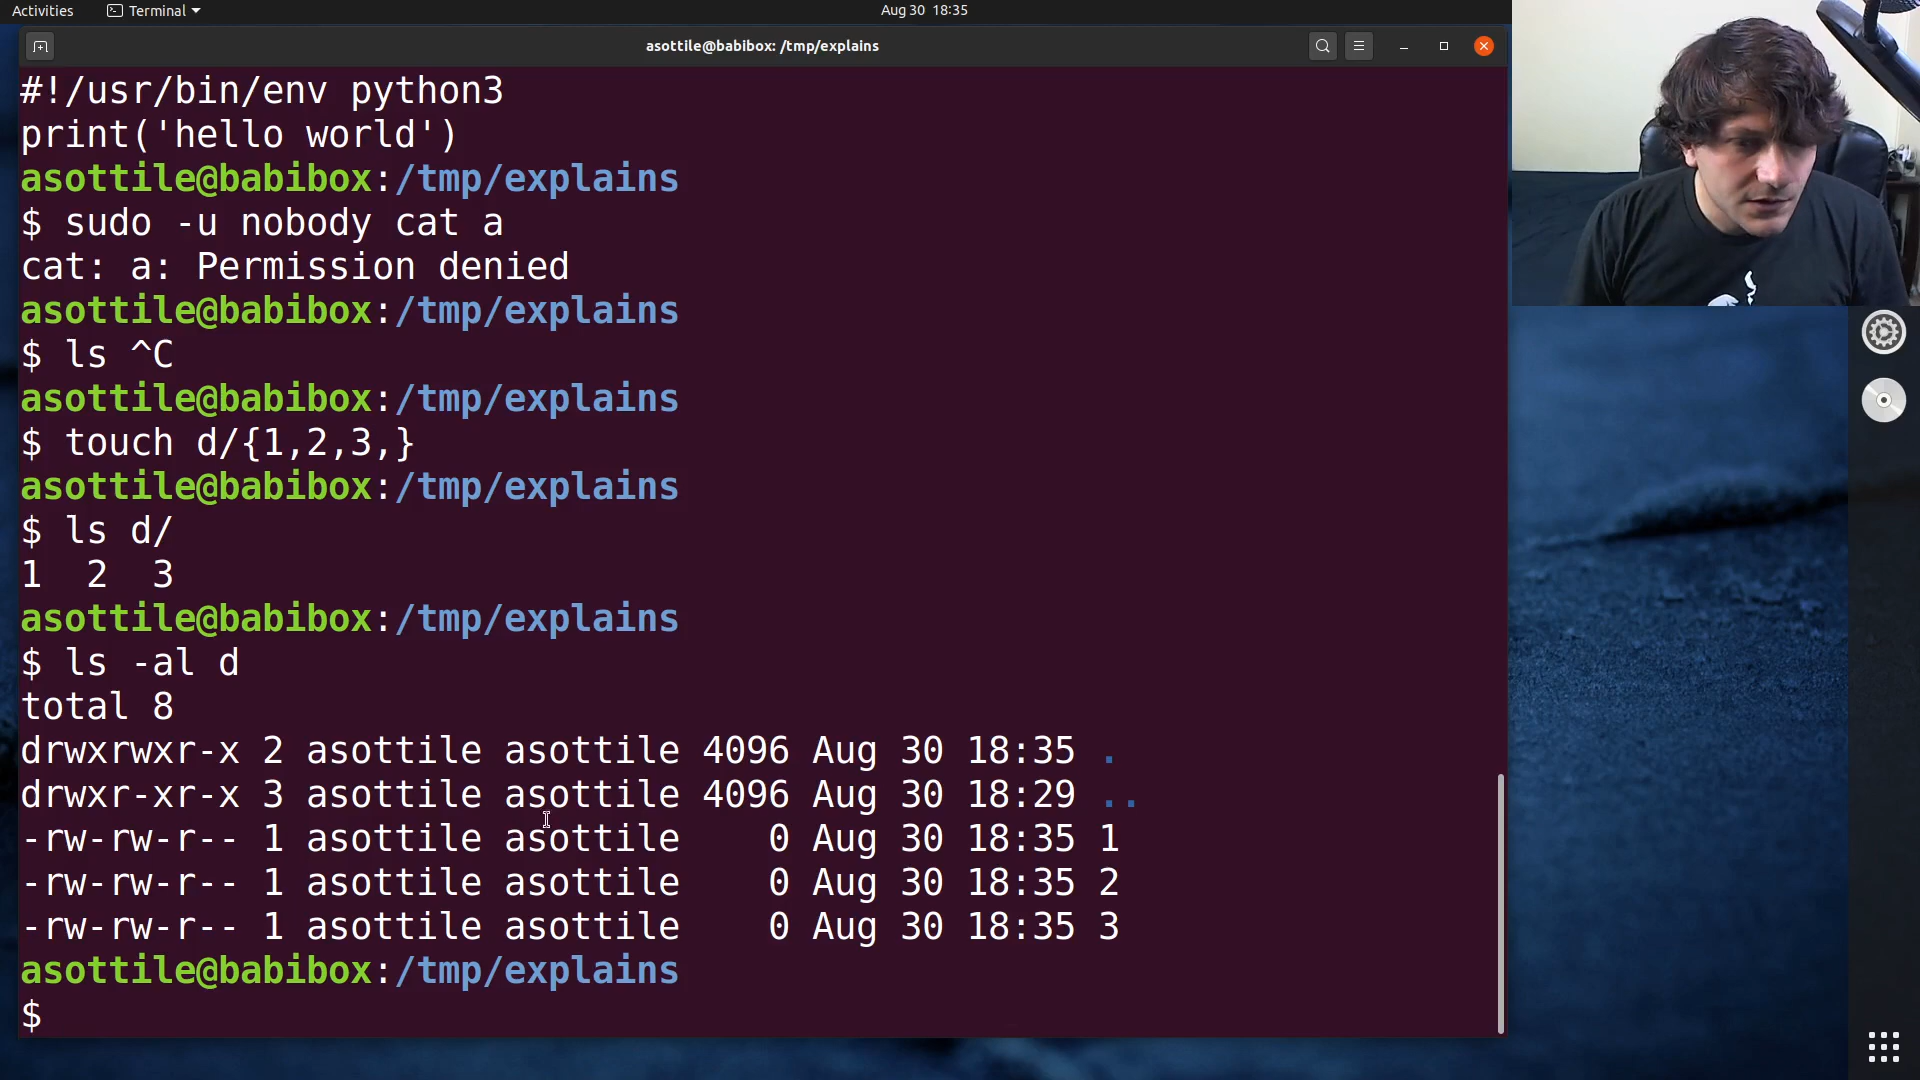 Activities
Terminal
Aug 30 18:35
asottile@babibox: /tmp/explains
#!/usr/bin/env python3
print('hello world')
asottile@babibox:/tmp/explains
$ sudo -u nobody cat a
cat: a: Permission denied
asottile@babibox:/tmp/explains
$ ls ^C
asottile@babibox:/tmp/explains
$ touch d/{1,2,3,}
asottile@babibox:/tmp/explains
$ ls d/
1  2  3
asottile@babibox:/tmp/explains
$ ls -al d
total 8
drwxrwxr-x 2 asottile asottile 4096 Aug 30 18:35 .
drwxr-xr-x 3 asottile asottile 4096 Aug 30 18:29 ..
-rw-rw-r-- 1 asottile asottile    0 Aug 30 18:35 1
-rw-rw-r-- 1 asottile asottile    0 Aug 30 18:35 2
-rw-rw-r-- 1 asottile asottile    0 Aug 30 18:35 3
asottile@babibox:/tmp/explains
$